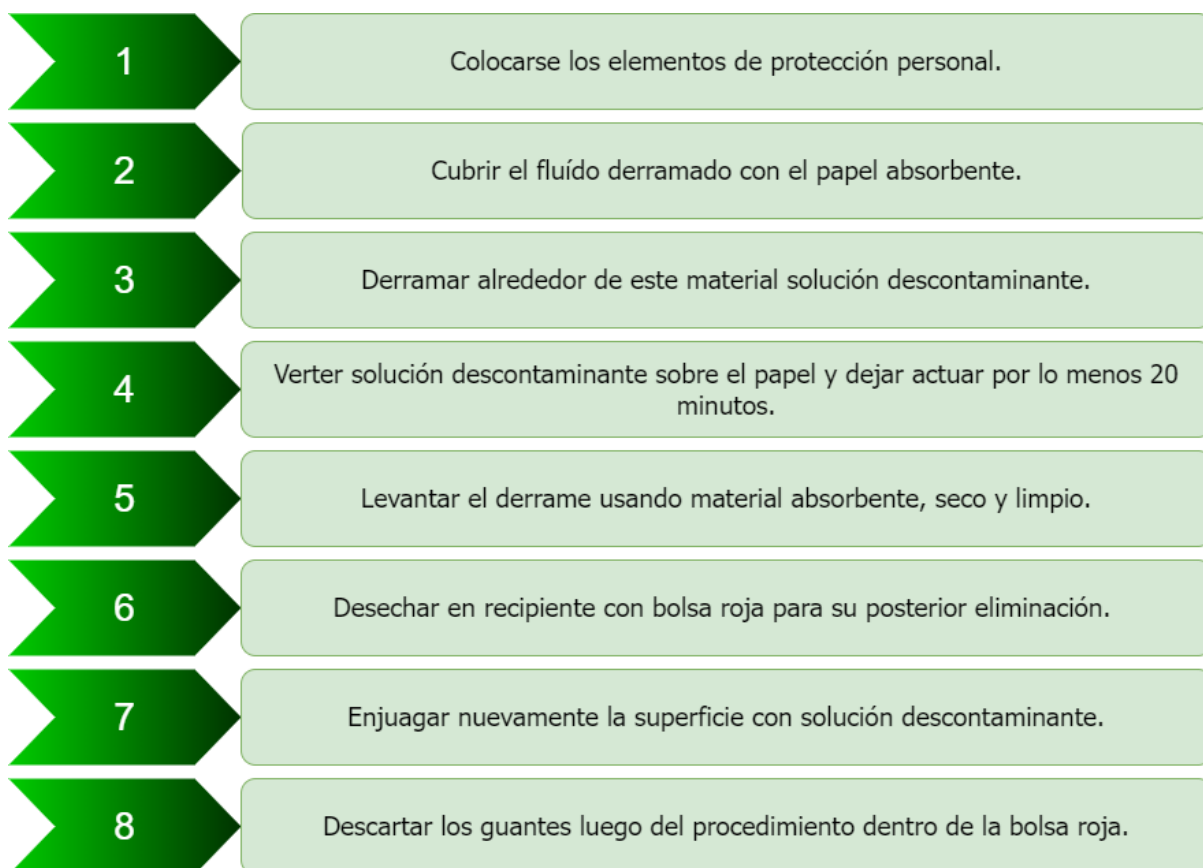 1
Colocarse los elementos de protección personal.
2
Cubrir el fluído derramado con el papel absorbente.
3
Derramar alrededor de este material solución descontaminante.
4
Verter solución descontaminante sobre el papel y dejar actuar por lo menos 20
minutos.
5
Levantar el derrame usando material absorbente, seco y limpio.
6
Desechar en recipiente con bolsa roja para su posterior eliminación.
7
Enjuagar nuevamente la superficie con solución descontaminante.
8
Descartar los guantes luego del procedimiento dentro de la bolsa roja.